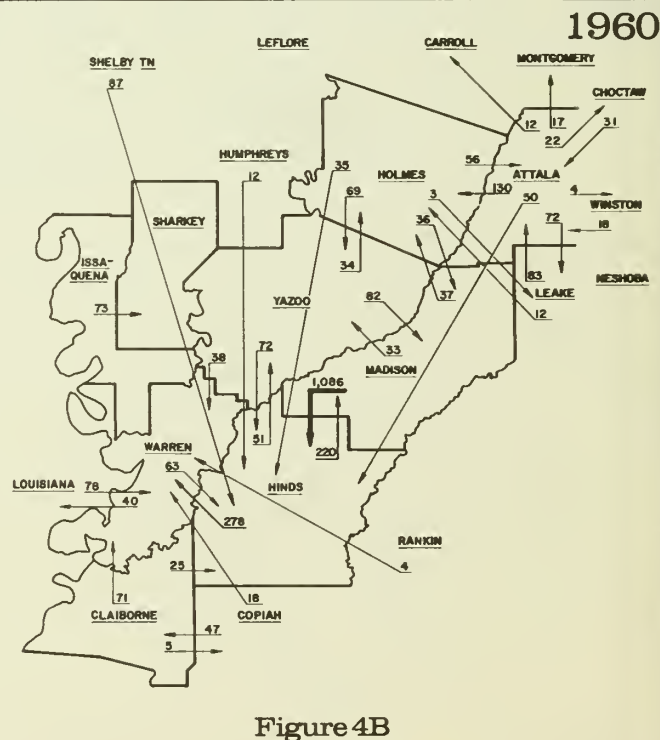 1960
LEFLORE
CARROLL
MONTGOMERY
SHELBY TN
87
CHOCTAW
12
17
22
31
HUMPHREYS
12
35
HOLMES
56
ATTALA
130
50
4
WINSTON
SHARKEY
69
3
36
72
18
34
83
ISSA-
QUENA
37
LEAKE
NESHOBA
12
YAZOO
73
82
33
72
38
MADISON
1,086
51
220
WARREN
63
LOUISIANA
78
40
278
HINDS
RANKIN
4
25
71
18
CLAIBORNE
COPIAH
47
5
Figure 4B